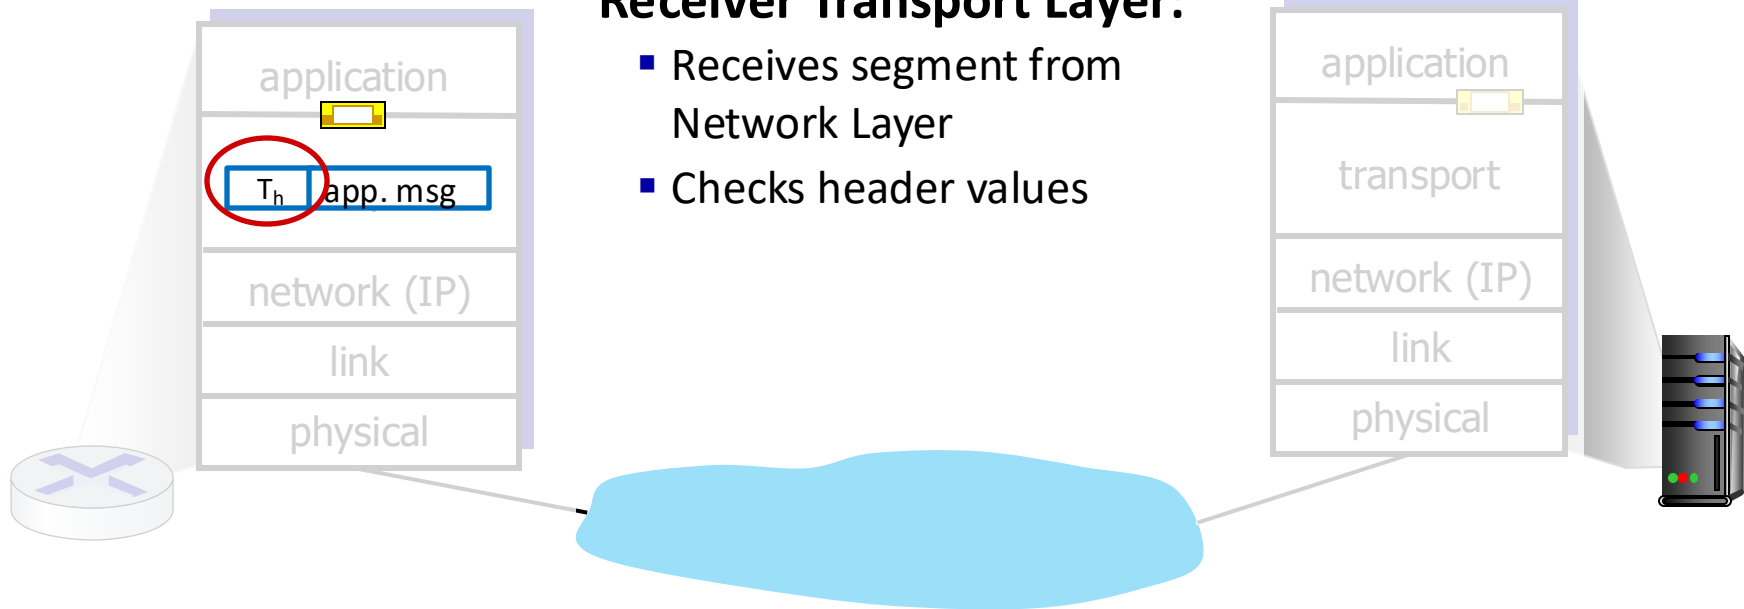 Receiver Transport Layer:
▪ Receives segment from
Network Layer
▪ Checks header values
application
Th app. msg
network (IP)
link
physical
application
transport
network (IP)
link
physical